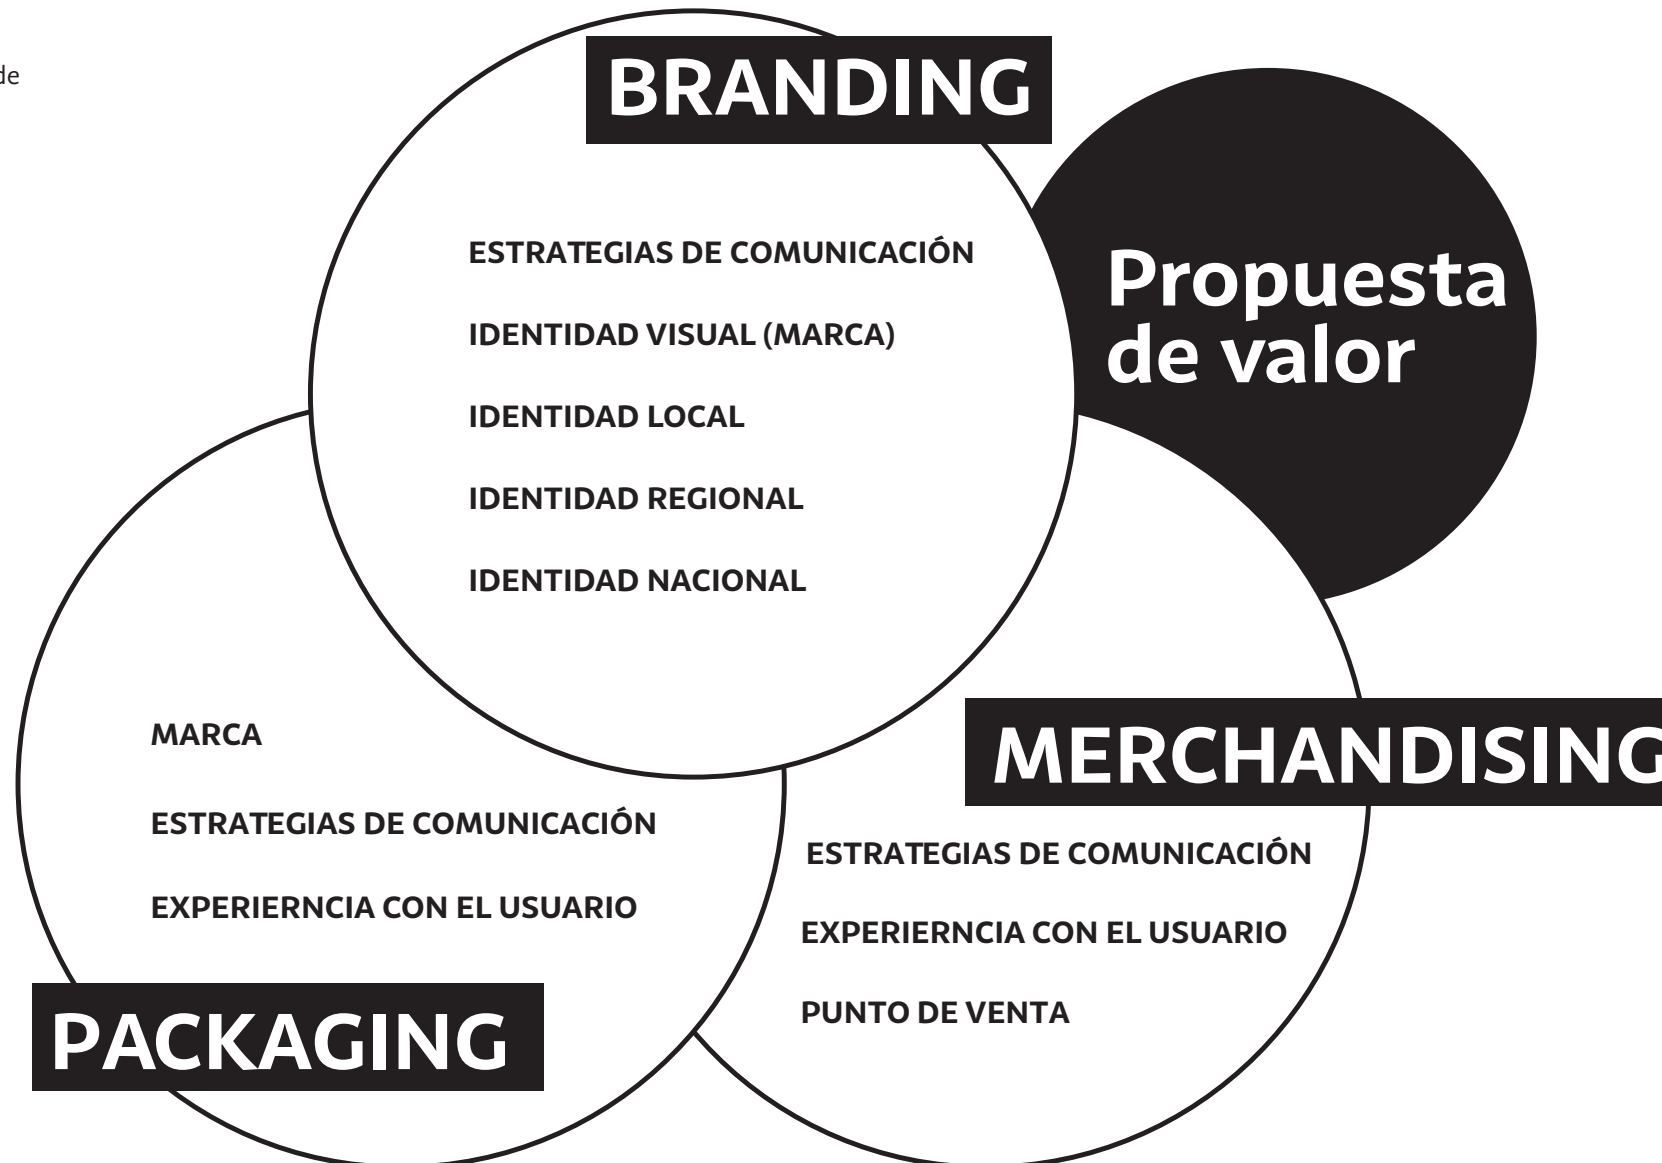 de
BRANDING
ESTRATEGIAS DE COMUNICACIÓN
IDENTIDAD VISUAL (MARCA)
IDENTIDAD LOCAL
IDENTIDAD REGIONAL
IDENTIDAD NACIONAL
Propuesta
de valor
MARCA
ESTRATEGIAS DE COMUNICACIÓN
EXPERIERNCIA CON EL USUARIO
PACKAGING
MERCHANDISING
ESTRATEGIAS DE COMUNICACIÓN
EXPERIERNCIA CON EL USUARIO
PUNTO DE VENTA